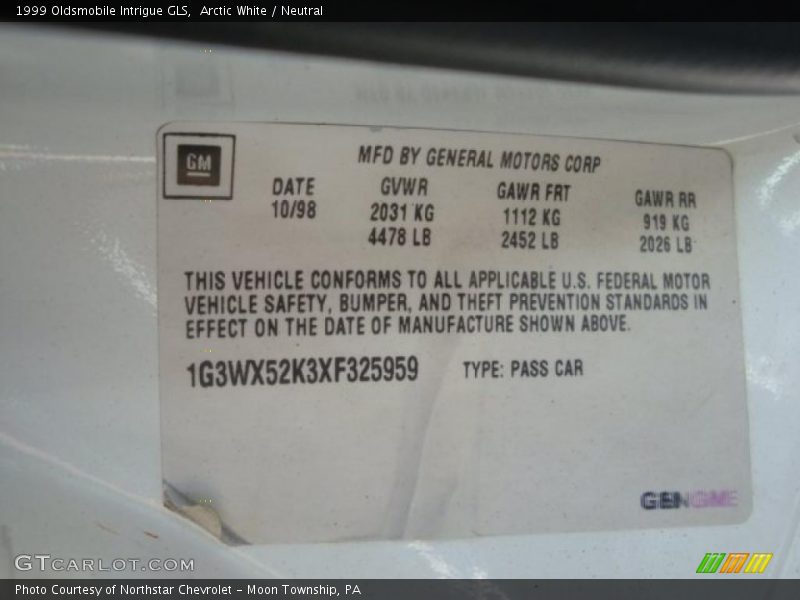 1999 Oldsmobile Intrigue GLS, Arctic White / Neutral
GM
MFD BY GENERAL MOTORS CORP
DATE GVWR GAWR FRT GAWR RR
10/98 2031 KG 1112 KG 919 KG
4478 LB 2452 LB 2026 LB
THIS VEHICLE CONFORMS TO ALL APPLICABLE U.S. FEDERAL MOTOR
VEHICLE SAFETY, BUMPER, AND THEFT PREVENTION STANDARDS IN
EFFECT ON THE DATE OF MANUFACTURE SHOWN ABOVE.
1G3WX52K3XF325959 TYPE: PASS CAR
GENGME
GTCARLOT.COM
Photo Courtesy of Northstar Chevrolet - Moon Township, PA